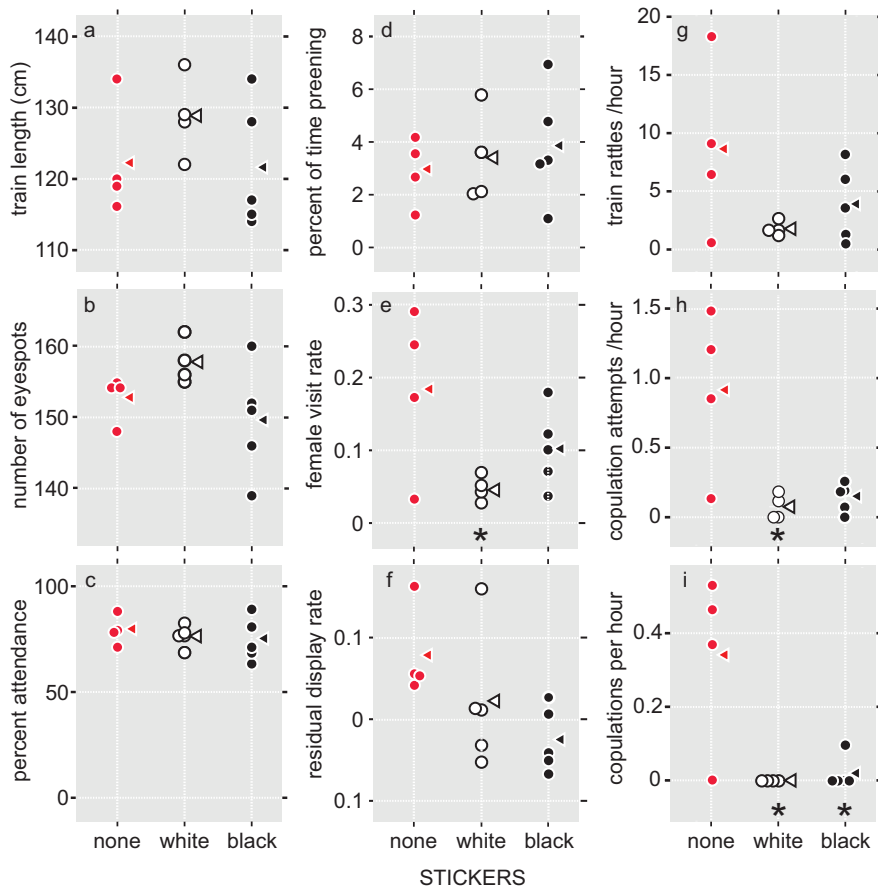 a
train length (cm)
140
130
120
110
b
number of eyespots
160
150
140
c
percent attendance
100
50
0
d
percent of time preening
8
6
4
2
0
e
female visit rate
0.3
0.2
0.1
0
*
f
residual display rate
0.1
0
0.1
g
train rattles /hour
20
15
10
5
0
h
copulation attempts /hour
1.5
1.0
0.5
0
*
i
copulations per hour
0.4
0.2
0
* *
none white black
none white black
none white black
STICKERS